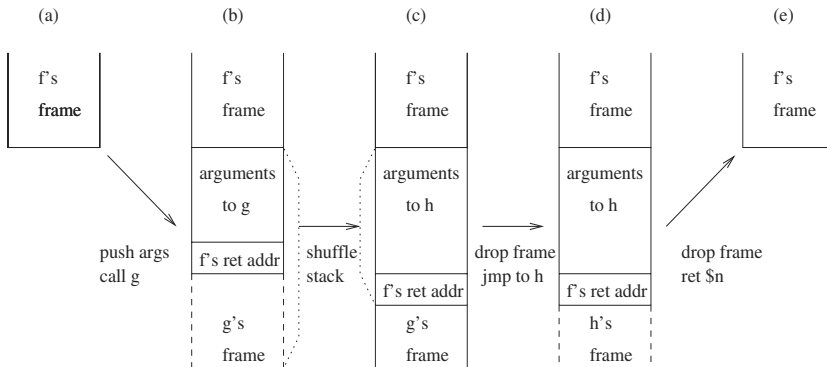 (a)
(b)
(c)
(d)
(e)
f's
frame
f's
frame
f's
frame
f's
frame
f's
frame
arguments
to g
arguments
to h
arguments
to h
push args
call g
f's ret addr
shuffle
stack
f's ret addr
drop frame
jmp to h
f's ret addr
drop frame
ret $n
g's
frame
g's
frame
h's
frame